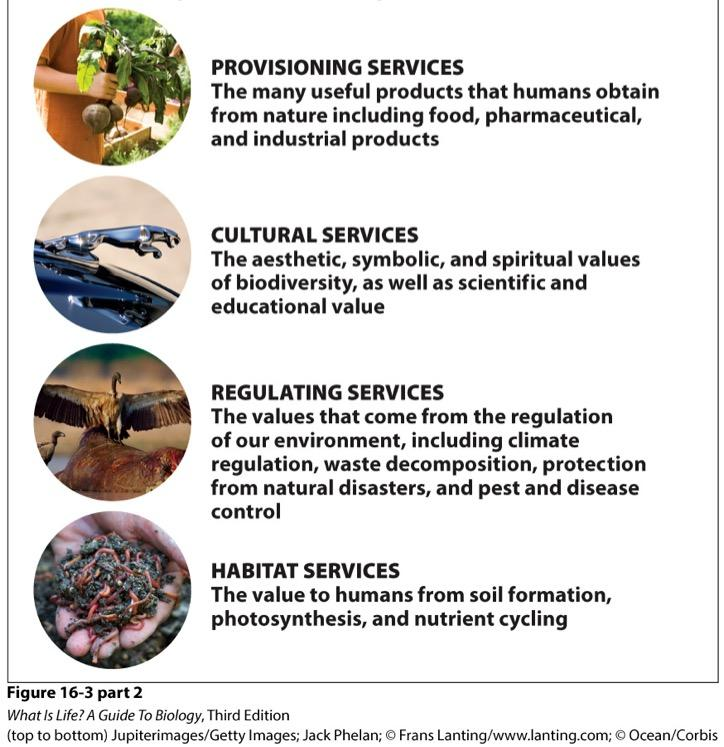 PROVISIONING SERVICES
The many useful products that humans obtain
from nature including food, pharmaceutical,
and industrial products
CULTURAL SERVICES
The aesthetic, symbolic, and spiritual values
of biodiversity, as well as scientific and
educational value
REGULATING SERVICES
The values that come from the regulation
of our environment, including climate
regulation, waste decomposition, protection
from natural disasters, and pest and disease
control
HABITAT SERVICES
The value to humans from soil formation,
photosynthesis, and nutrient cycling
Figure 16-3 part 2
What Is Life? A Guide To Biology, Third Edition
(top to bottom) Jupiterimages/Getty Images; Jack Phelan; © Frans Lanting/www.lanting.com; © Ocean/Corbis